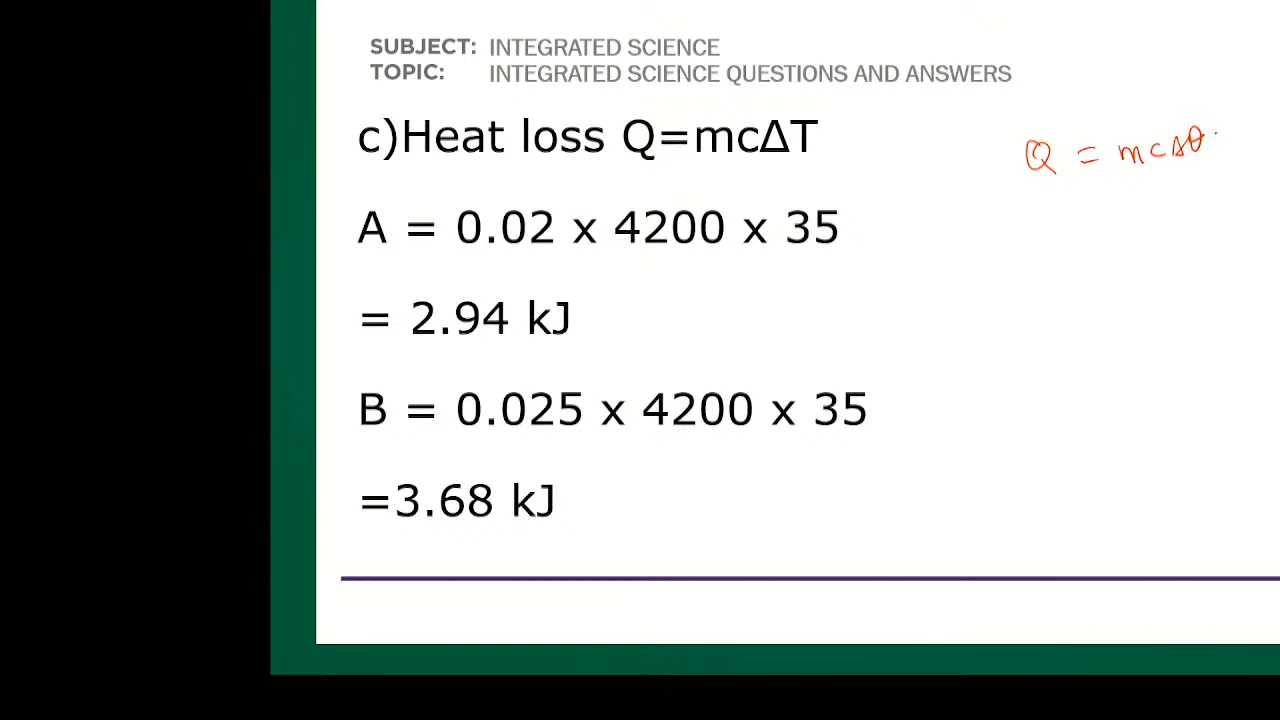 SUBJECT: INTEGRATED SCIENCE
TOPIC: INTEGRATED SCIENCE QUESTIONS AND ANSWERS
c)Heat loss Q=mcΔT
Q = mcΔθ
A = 0.02 x 4200 x 35
= 2.94 kJ
B = 0.025 x 4200 x 35
=3.68 kJ